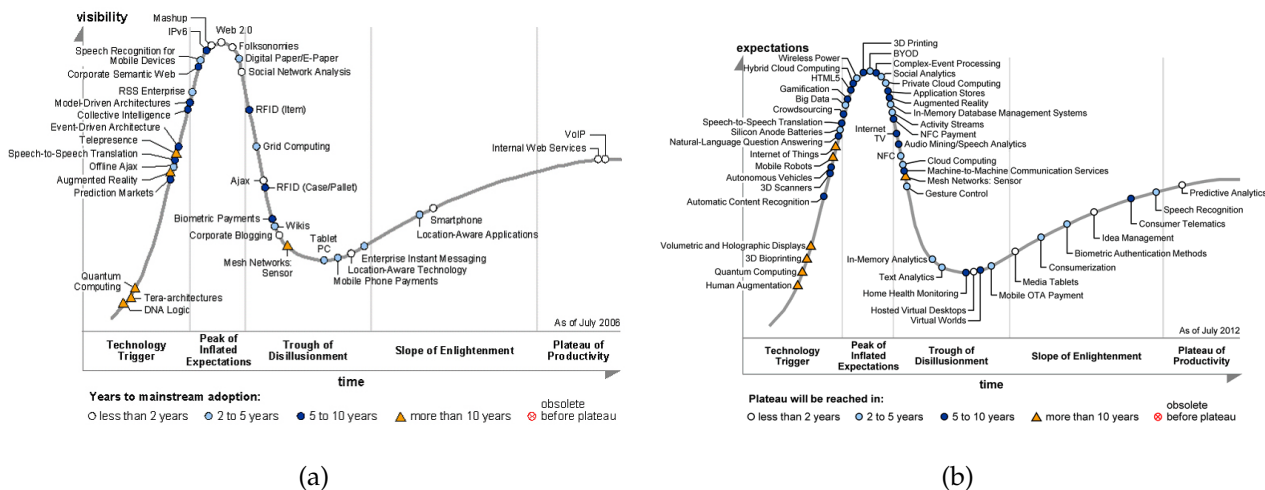 visibility
Mashup
IPv6
Web 2.0
Folksonomies
Speech Recognition for
Mobile Devices
Digital Paper/E-Paper
Corporate Semantic Web
Social Network Analysis
RSS Enterprise
Model-Driven Architectures
Collective Intelligence
RFID (Item)
Event-Driven Architecture
Telepresence
Speech-to-Speech Translation
Offline Ajax
Augmented Reality
Prediction Markets
Grid Computing
Ajax
RFID (Case/Pallet)
Biometric Payments
Wikis
Corporate Blogging
Mesh Networks:
Sensor
Tablet
PC
Enterprise Instant Messaging
Location-Aware Technology
Mobile Phone Payments
Smartphone
Location-Aware Applications
VoIP
Internal Web Services
Quantum
Computing
Tera-architectures
DNA Logic
As of July 2006
Technology
Trigger
Peak of
Inflated
Expectations
Trough of
Disillusionment
Slope of Enlightenment
Plateau of
Productivity
time
Years to mainstream adoption:
less than 2 years
2 to 5 years
5 to 10 years
more than 10 years
obsolete
before plateau
(a)
expectations
3D Printing
BYOD
Wireless Power
Complex-Event Processing
Hybrid Cloud Computing
Social Analytics
HTML5
Private Cloud Computing
Gamification
Application Stores
Big Data
Augmented Reality
Crowdsourcing
In-Memory Database Management Systems
Speech-to-Speech Translation
Activity Streams
Silicon Anode Batteries
Internet
TV
NFC Payment
Natural-Language Question Answering
Audio Mining/Speech Analytics
Internet of Things
NFC
Mobile Robots
Cloud Computing
Autonomous Vehicles
Machine-to-Machine Communication Services
3D Scanners
Mesh Networks: Sensor
Automatic Content Recognition
Gesture Control
Volumetric and Holographic Displays
3D Bioprinting
Quantum Computing
Human Augmentation
In-Memory Analytics
Text Analytics
Home Health Monitoring
Hosted Virtual Desktops
Virtual Worlds
Mobile OTA Payment
Media Tablets
Consumerization
Biometric Authentication Methods
Idea Management
Consumer Telematics
Speech Recognition
Predictive Analytics
As of July 2012
Technology
Trigger
Peak of
Inflated
Expectations
Trough of
Disillusionment
Slope of Enlightenment
Plateau of
Productivity
time
Plateau will be reached in:
less than 2 years
2 to 5 years
5 to 10 years
more than 10 years
obsolete
before plateau
(b)